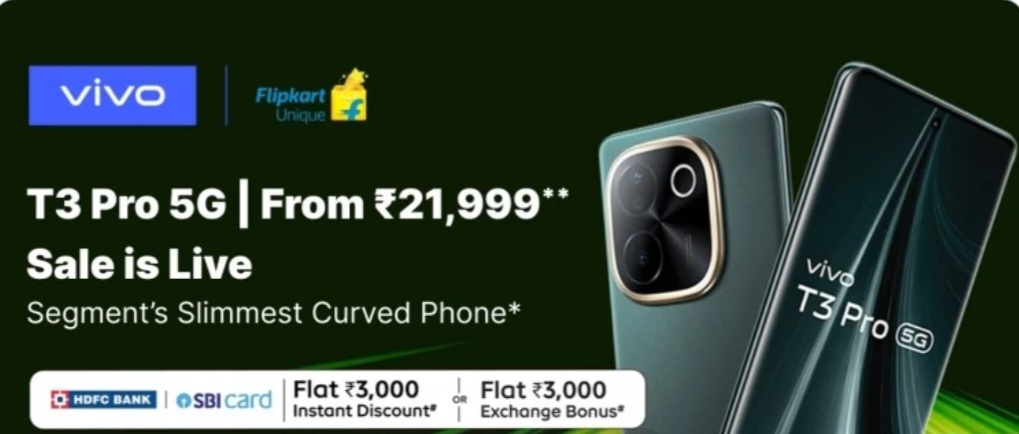 vivo
Flipkart
Unique
T3 Pro 5G | From ₹21,999**
Sale is Live
Segment's Slimmest Curved Phone*
HDFC BANK | SBI card | Flat ₹3,000 Instant Discount# OR Flat ₹3,000 Exchange Bonus#
vivo
T3 Pro 5G